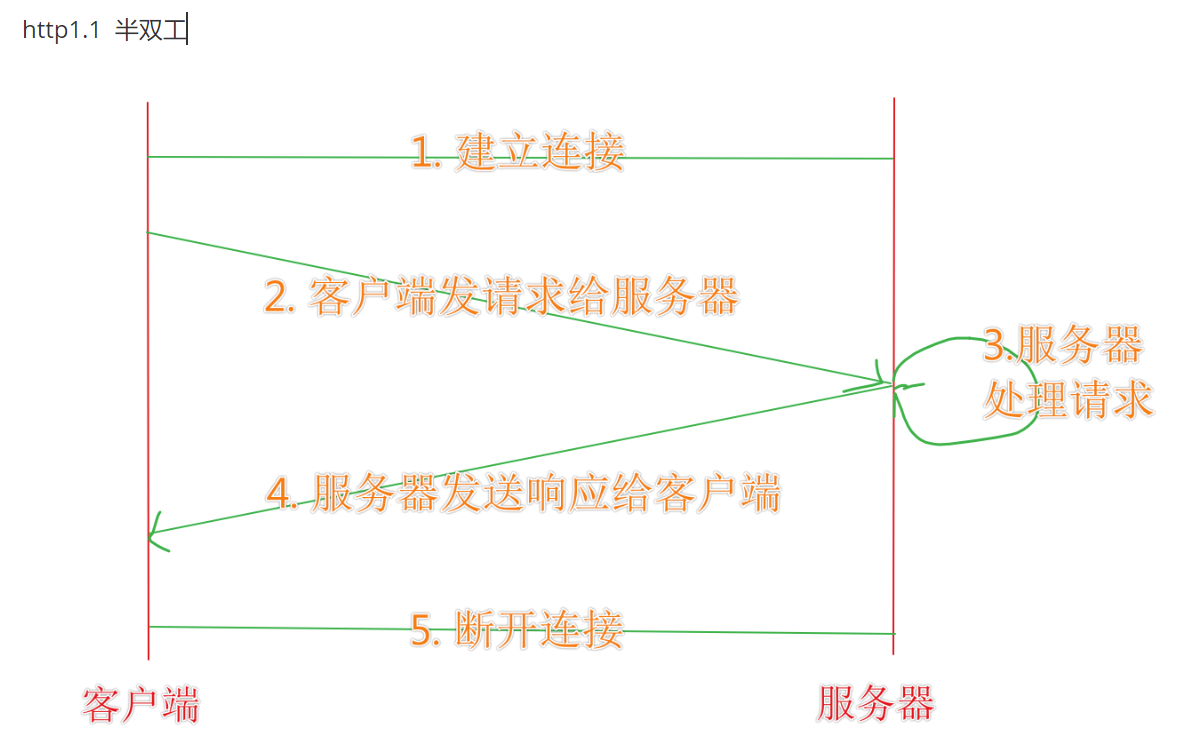 http1.1 半双工
1. 建立连接
2. 客户端发请求给服务器
3.服务器
处理请求
4. 服务器发送响应给客户端
5. 断开连接
客户端
服务器